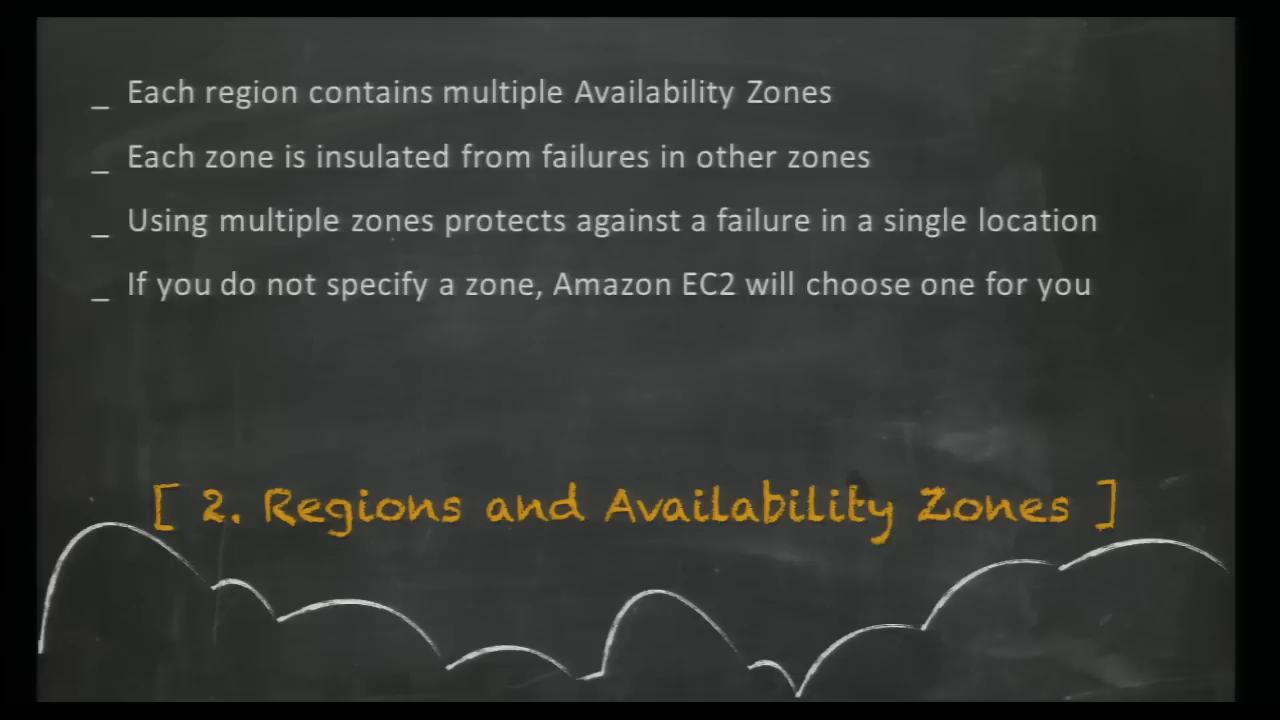 _ Each region contains multiple Availability Zones
_ Each zone is insulated from failures in other zones
_ Using multiple zones protects against a failure in a single location
_ If you do not specify a zone, Amazon EC2 will choose one for you
[ 2. Regions and Availability Zones ]